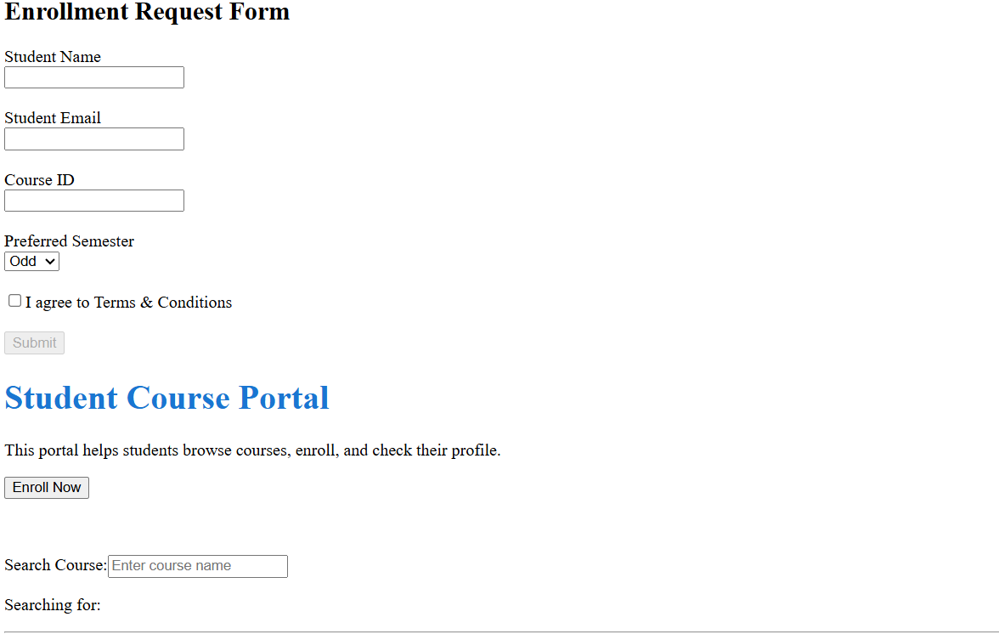 Enrollment Request Form
Student Name
Student Email
Course ID
Preferred Semester
Odd
I agree to Terms & Conditions
Submit
Student Course Portal
This portal helps students browse courses, enroll, and check their profile.
Enroll Now
Search Course: Enter course name
Searching for: